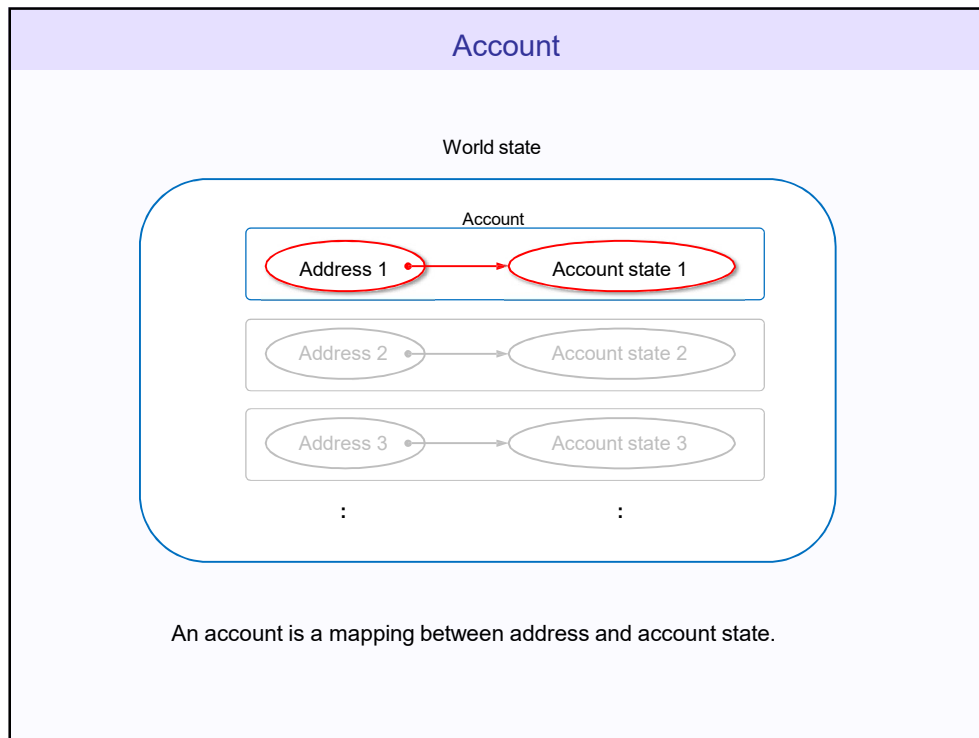 Account
World state
Account
Address 1 Account state 1
Address 2 Account state 2
Address 3 Account state 3
: :
An account is a mapping between address and account state.